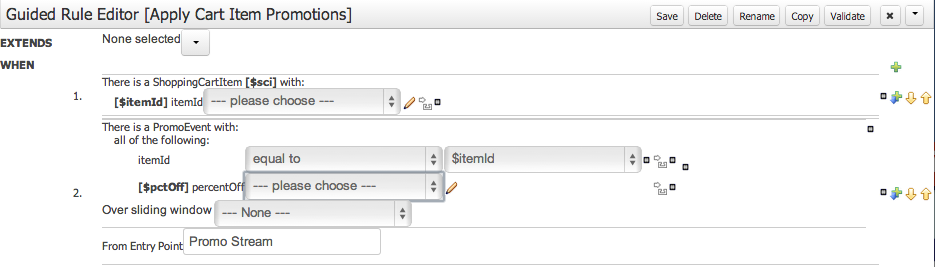 Guided Rule Editor [Apply Cart Item Promotions] Save Delete Rename Copy Validate
EXTENDS None selected
WHEN
There is a ShoppingCartItem [$sci] with:
1. [$itemId] itemId --- please choose ---
There is a PromoEvent with:
all of the following:
itemId equal to $itemId
2. [$pctOff] percentOff --- please choose ---
Over sliding window --- None ---
From Entry Point Promo Stream